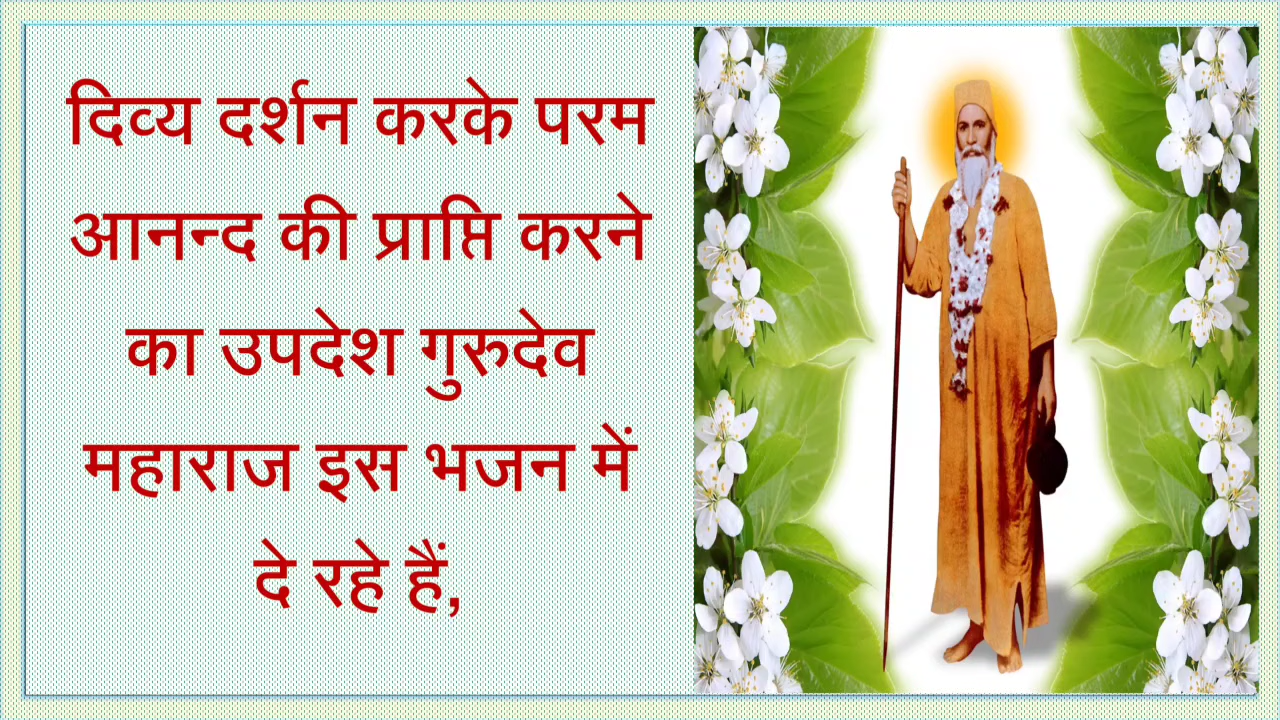 दिव्य दर्शन करके परम
आनन्द की प्राप्ति करने
का उपदेश गुरुदेव
महाराज इस भजन में
दे रहे हैं,